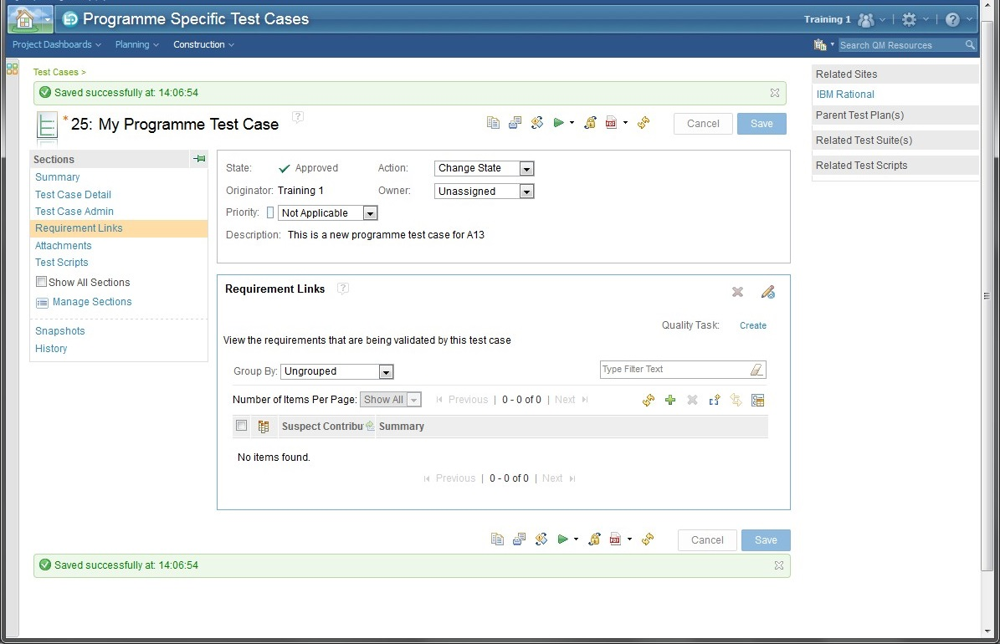 Programme Specific Test Cases
Training 1
Project Dashboards Planning Construction
Search QM Resources
Test Cases >
Saved successfully at: 14:06:54
* 25: My Programme Test Case ?
PDF
Cancel Save
Sections
Summary
Test Case Detail
Test Case Admin
Requirement Links
Attachments
Test Scripts
Show All Sections
Manage Sections
Snapshots
History
State: Approved Action: Change State
Originator: Training 1 Owner: Unassigned
Priority: Not Applicable
Description: This is a new programme test case for A13
Requirement Links ?
Quality Task: Create
View the requirements that are being validated by this test case
Group By: Ungrouped Type Filter Text
Number of Items Per Page: Show All Previous | 0 - 0 of 0 | Next
Suspect Contribu Summary
No items found.
Previous | 0 - 0 of 0 | Next
PDF
Cancel Save
Saved successfully at: 14:06:54
Related Sites
IBM Rational
Parent Test Plan(s)
Related Test Suite(s)
Related Test Scripts